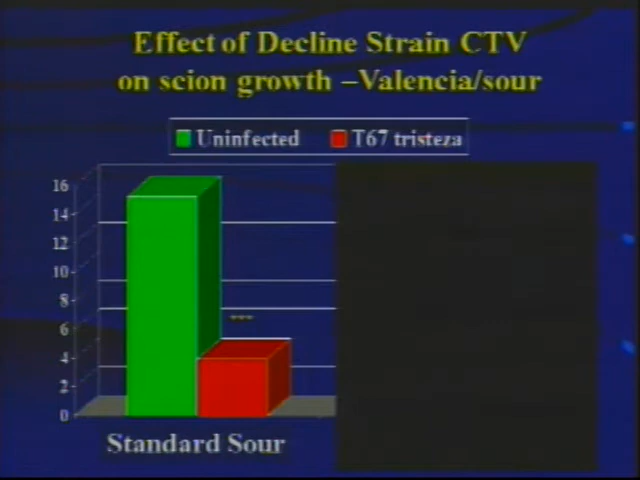 Effect of Decline Strain CTV
on scion growth –Valencia/sour
Uninfected T67 tristeza
16
14
12
10
8
6
4
2
0
***
Standard Sour